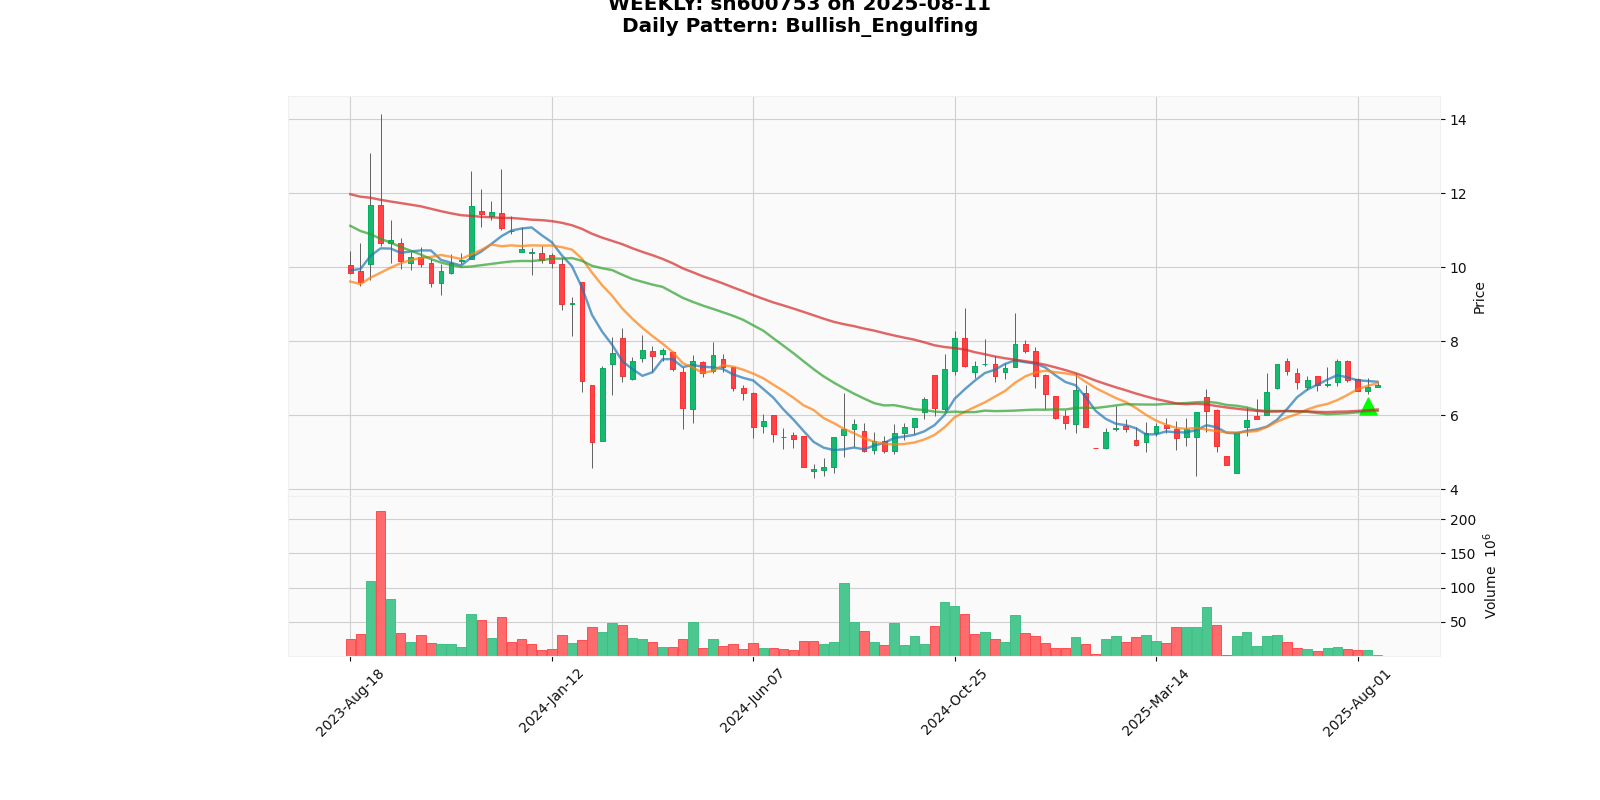 WEEKLY: sh600753 on 2025-08-11
Daily Pattern: Bullish_Engulfing
14
12
10
8
6
4
Price
200
150
100
50
Volume 10⁶
2023-Aug-18
2024-Jan-12
2024-Jun-07
2024-Oct-25
2025-Mar-14
2025-Aug-01